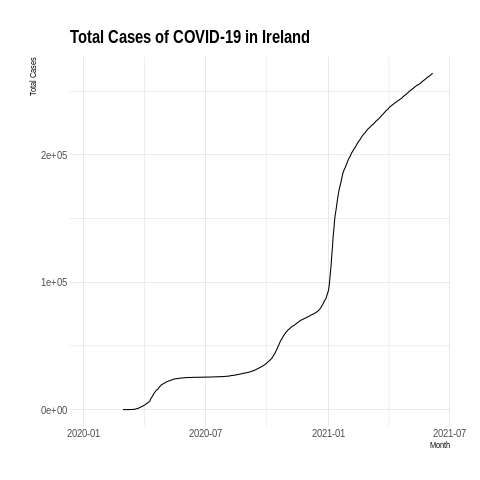 Total Cases of COVID-19 in Ireland
Total Cases
2e+05
1e+05
0e+00
2020-01 2020-07 2021-01 2021-07
Month